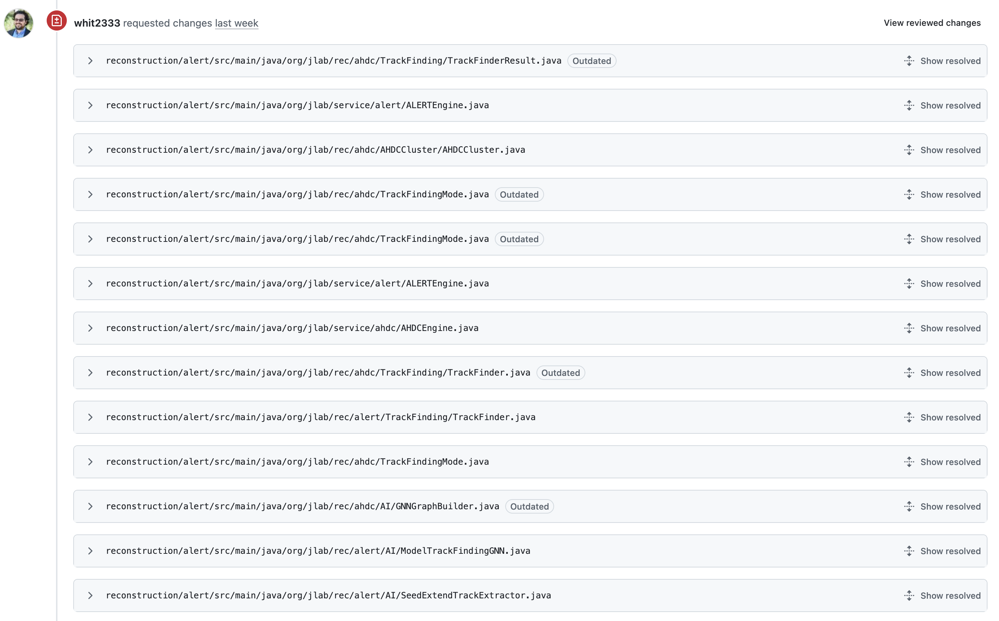 whit2333 requested changes last week View reviewed changes
reconstruction/alert/src/main/java/org/jlab/rec/ahdc/TrackFinding/TrackFinderResult.java Outdated Show resolved
reconstruction/alert/src/main/java/org/jlab/service/alert/ALERTEngine.java Show resolved
reconstruction/alert/src/main/java/org/jlab/rec/ahdc/AHDCCluster/AHDCCluster.java Show resolved
reconstruction/alert/src/main/java/org/jlab/rec/ahdc/TrackFindingMode.java Outdated Show resolved
reconstruction/alert/src/main/java/org/jlab/rec/ahdc/TrackFindingMode.java Outdated Show resolved
reconstruction/alert/src/main/java/org/jlab/service/alert/ALERTEngine.java Show resolved
reconstruction/alert/src/main/java/org/jlab/service/ahdc/AHDCEngine.java Show resolved
reconstruction/alert/src/main/java/org/jlab/rec/ahdc/TrackFinding/TrackFinder.java Outdated Show resolved
reconstruction/alert/src/main/java/org/jlab/rec/alert/TrackFinding/TrackFinder.java Show resolved
reconstruction/alert/src/main/java/org/jlab/rec/ahdc/TrackFindingMode.java Show resolved
reconstruction/alert/src/main/java/org/jlab/rec/ahdc/AI/GNNGraphBuilder.java Outdated Show resolved
reconstruction/alert/src/main/java/org/jlab/rec/alert/AI/ModelTrackFindingGNN.java Show resolved
reconstruction/alert/src/main/java/org/jlab/rec/alert/AI/SeedExtendTrackExtractor.java Show resolved